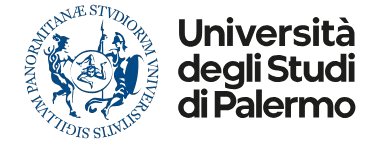 SIGILLVM PANORMITANÆ STVDIORVM VNIVERSITATIS
Università
degli Studi
di Palermo